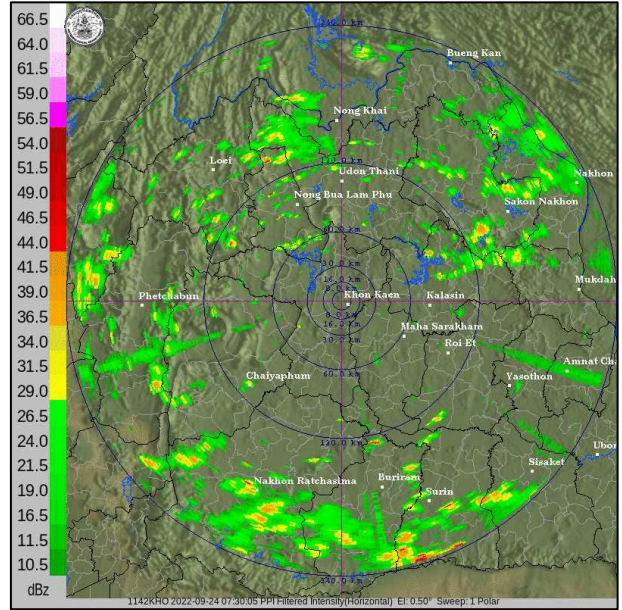 66.5
64.0
61.5
59.0
56.5
54.0
51.5
49.0
46.5
44.0
41.5
39.0
36.5
34.0
31.5
29.0
26.5
24.0
21.5
19.0
16.5
15.5
13.0
10.5
dBz
Bueng Kan
Nong Khai
Loei
Udon Thani
Nakhon
Nong Bua Lam Phu
Sakon Nakhon
Mukdah
Phetchabun
Khon Kaen
Kalasin
Maha Sarakham
Roi-Et
Amnat Cha
Chaiyaphum
Yasothon
Ubon
Sisaket
Nakhon Ratchasima
Buriram
Surin
1142KHO 2022-09-24 07:30:05 PPI Filtered Intensity(Horizontal) El: 0.50° Sweep: 1 Polar